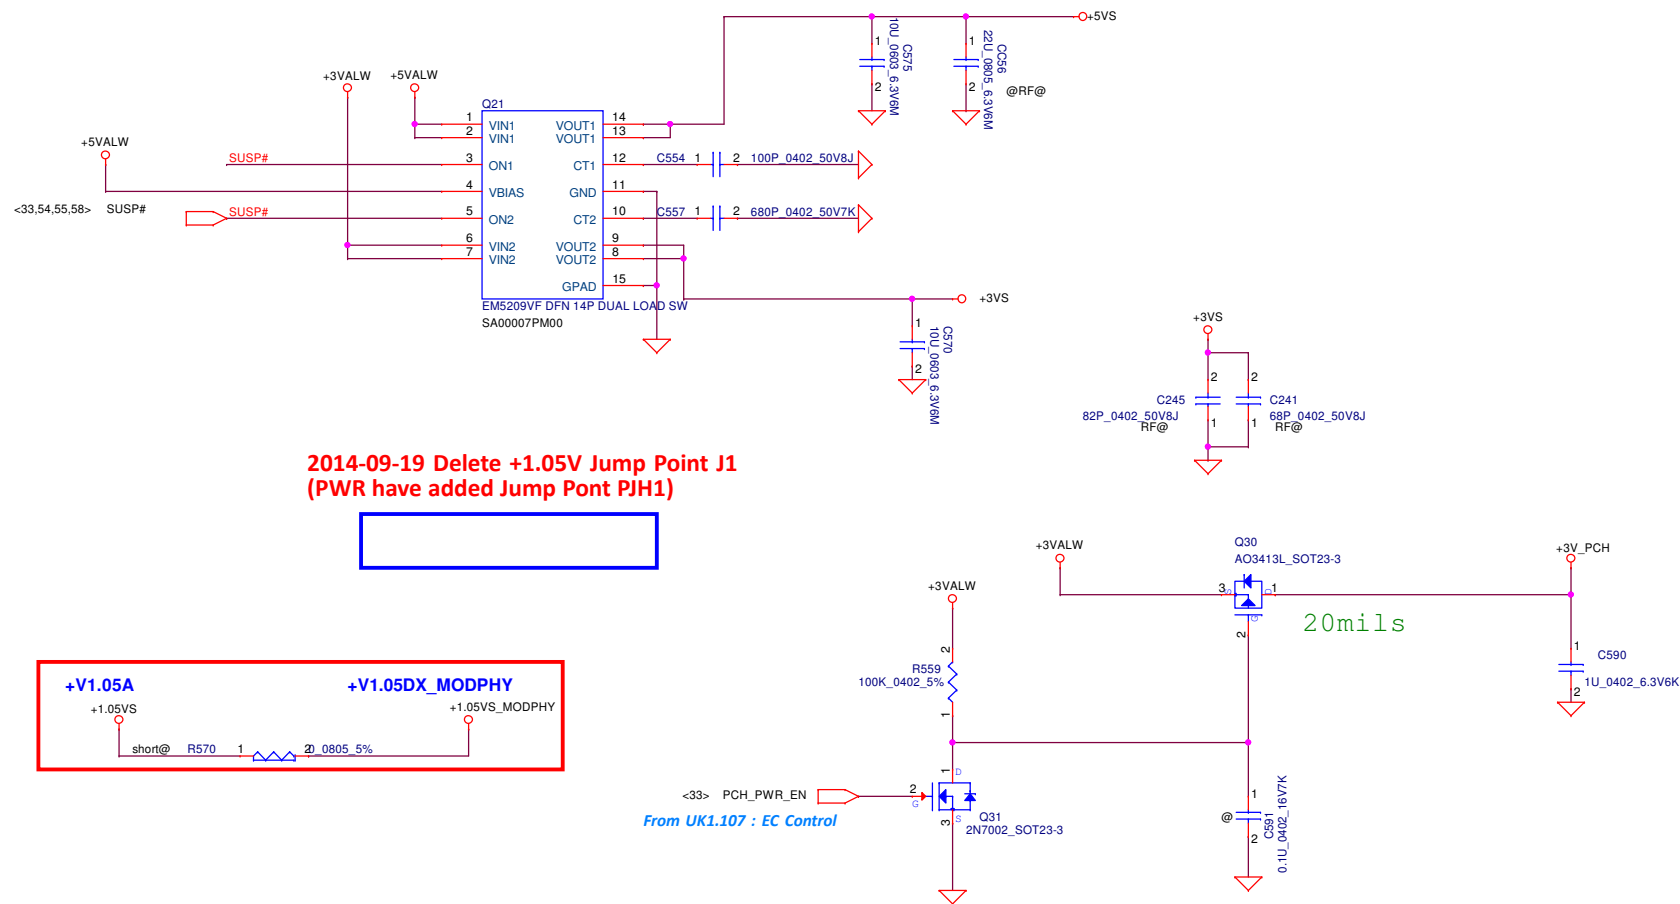 +5VS
10U_0603_6.3V6M
C575
1
2
22U_0805_6.3V6M
CC56
1
2
@RF@
+3VALW
+5VALW
Q21
+5VALW
1
VIN1
VOUT1
14
2
VIN1
VOUT1
13
SUSP#
3
ON1
CT1
12
C554
1
2
100P_0402_50V8J
4
VBIAS
GND
11
<33,54,55,58>
SUSP#
SUSP#
5
ON2
CT2
10
C557
1
2
680P_0402_50V7K
6
VIN2
VOUT2
9
7
VIN2
VOUT2
8
GPAD
15
EM5209VF DFN 14P DUAL LOAD SW
SA00007PM00
+3VS
1
2
C570
10U_0603_6.3V6M
+3VS
2
2
C245
C241
82P_0402_50V8J
68P_0402_50V8J
RF@
1
1
RF@
2014-09-19 Delete +1.05V Jump Point J1
(PWR have added Jump Pont PJH1)
+3VALW
Q30
AO3413L_SOT23-3
+3V_PCH
3
S
D
1
G
2
20mils
+3VALW
2
R559
100K_0402_5%
1
1
C590
1U_0402_6.3V6K
2
+V1.05A
+V1.05DX_MODPHY
+1.05VS
+1.05VS_MODPHY
short@
R570
1
2
0_0805_5%
<33>
PCH_PWR_EN
From UK1.107 : EC Control
1
D
2
G
3
S
Q31
2N7002_SOT23-3
@
1
2
C591
0.1U_0402_16V7K